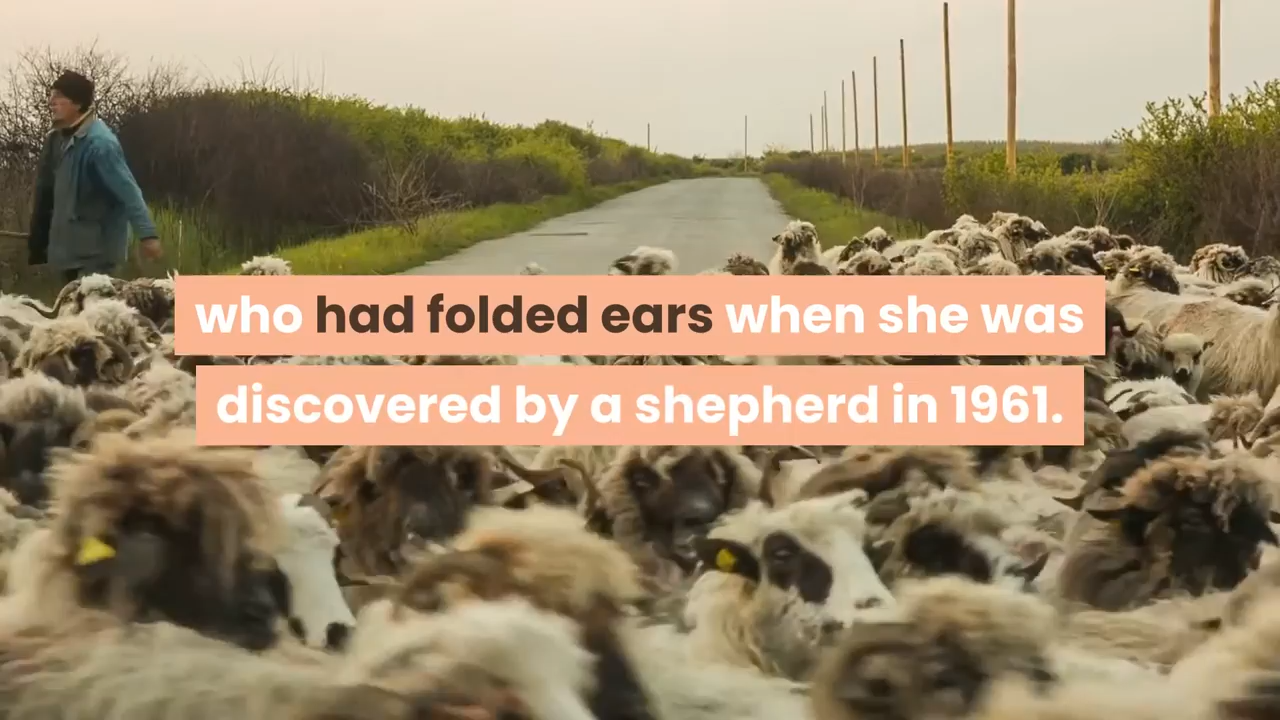 who had folded ears when she was
discovered by a shepherd in 1961.